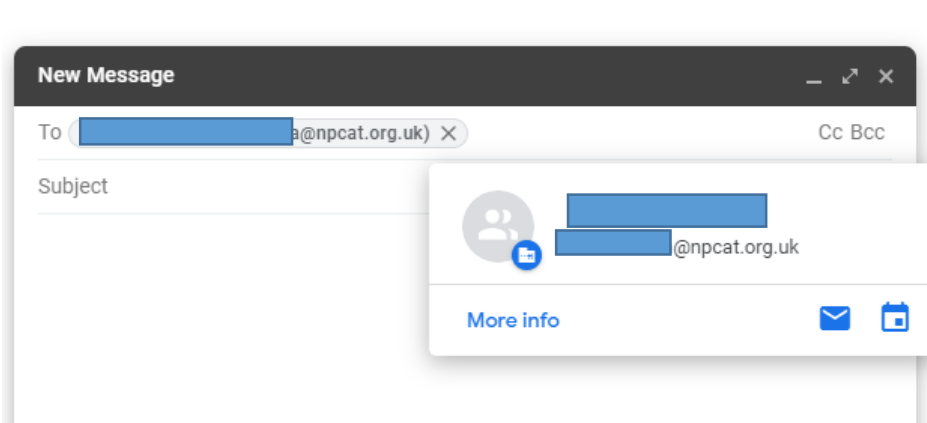 New Message
To a@npcat.org.uk) Cc Bcc
Subject
@npcat.org.uk
More info